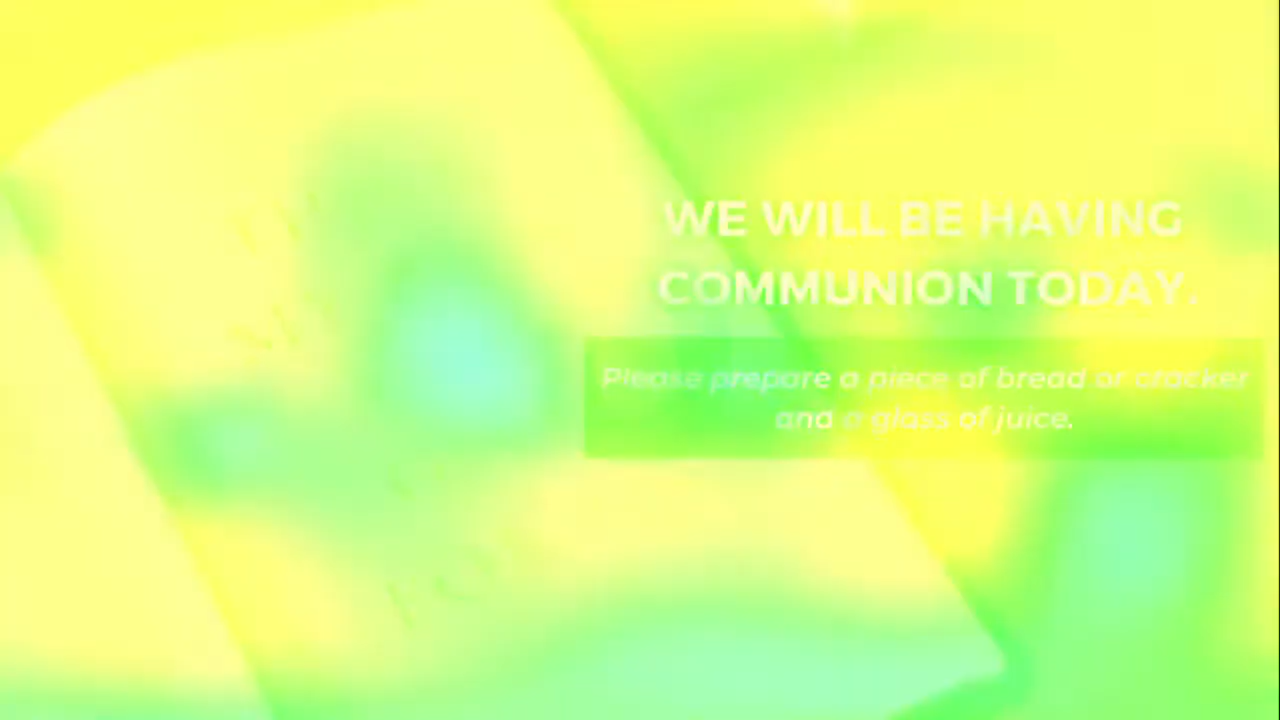 WE WILL BE HAVING
COMMUNION TODAY.
Please prepare a piece of bread or cracker
and a glass of juice.